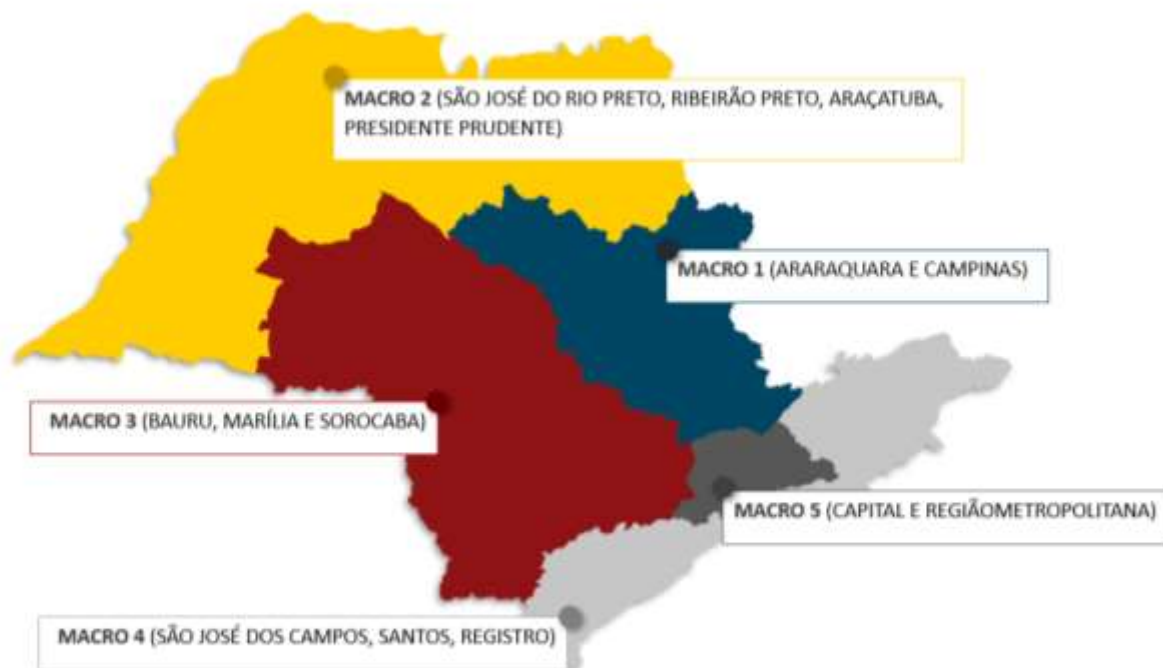 MACRO 2 (SÃO JOSÉ DO RIO PRETO, RIBEIRÃO PRETO, ARAÇATUBA,
PRESIDENTE PRUDENTE)
MACRO 1 (ARARAQUARA E CAMPINAS)
MACRO 3 (BAURU, MARÍLIA E SOROCABA)
MACRO 5 (CAPITAL E REGIÃOMETROPOLITANA)
MACRO 4 (SÃO JOSÉ DOS CAMPOS, SANTOS, REGISTRO)